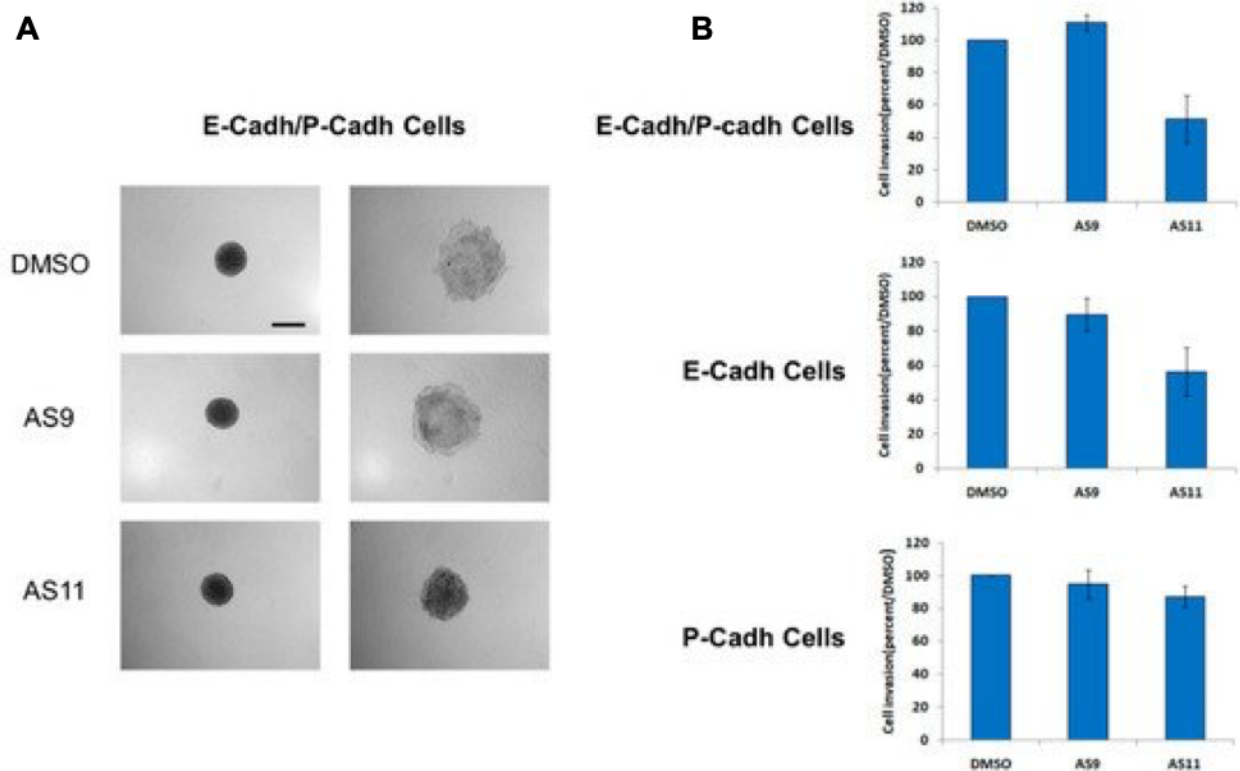 A
E-Cadh/P-Cadh Cells
DMSO
AS9
AS11
B
E-Cadh/P-cadh Cells
Cell invasion(percent/DMSO)
120
100
80
60
40
20
0
DMSO AS9 AS11
E-Cadh Cells
Cell invasion(percent/DMSO)
120
100
80
60
40
20
0
DMSO AS9 AS11
P-Cadh Cells
Cell invasion(percent/DMSO)
120
100
80
60
40
20
0
DMSO AS9 AS11